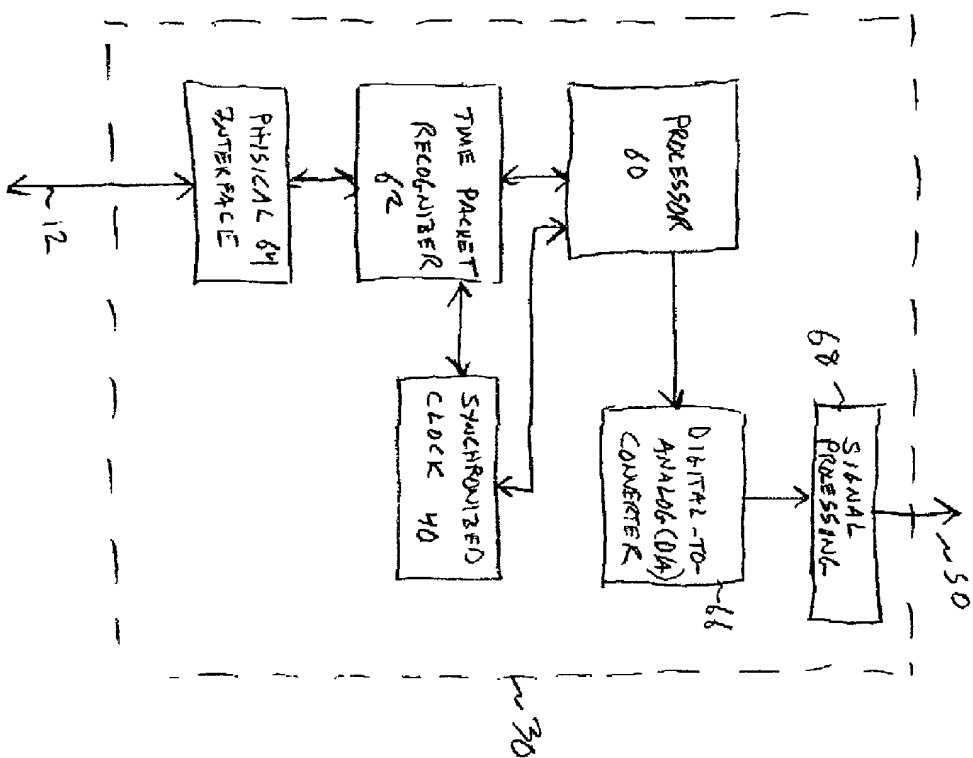 PROCESSOR
60
TIME PACKET
RECOGNIZER
62
PHISICAL 64
INTERFACE
12
SYNCHRONIZED
CLOCK 40
DIGITAL-TO-
ANALOG(D/A)
CONVERTER
66
68
SIGNAL
PROCESSING
50
30